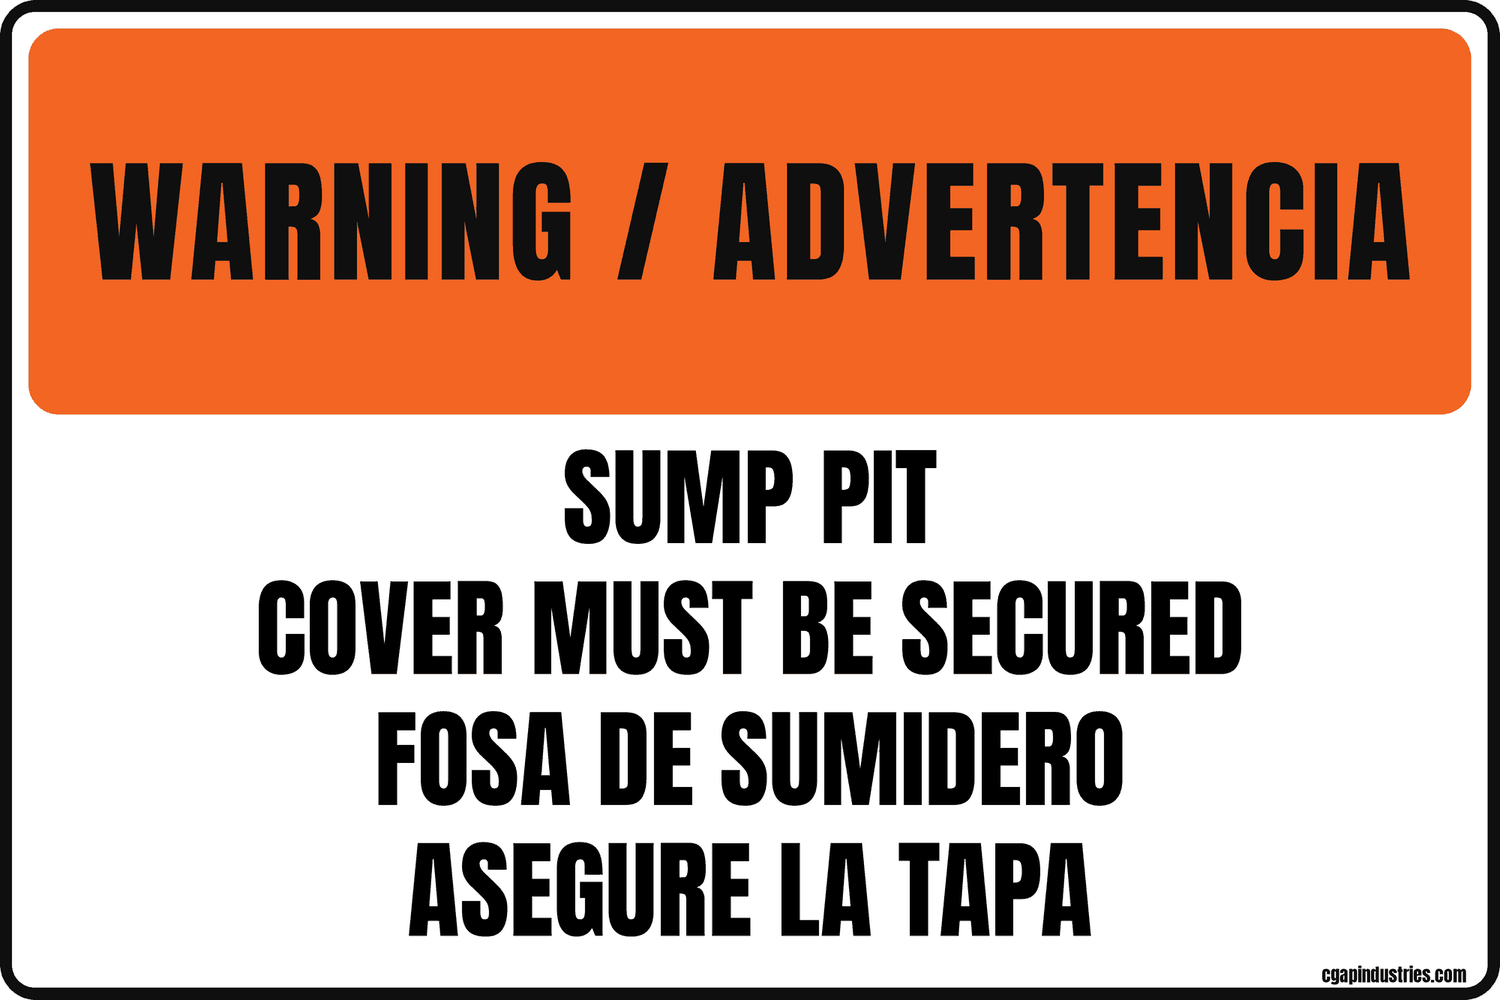 WARNING / ADVERTENCIA
SUMP PIT
COVER MUST BE SECURED
FOSA DE SUMIDERO
ASEGURE LA TAPA
cgapindustries.com